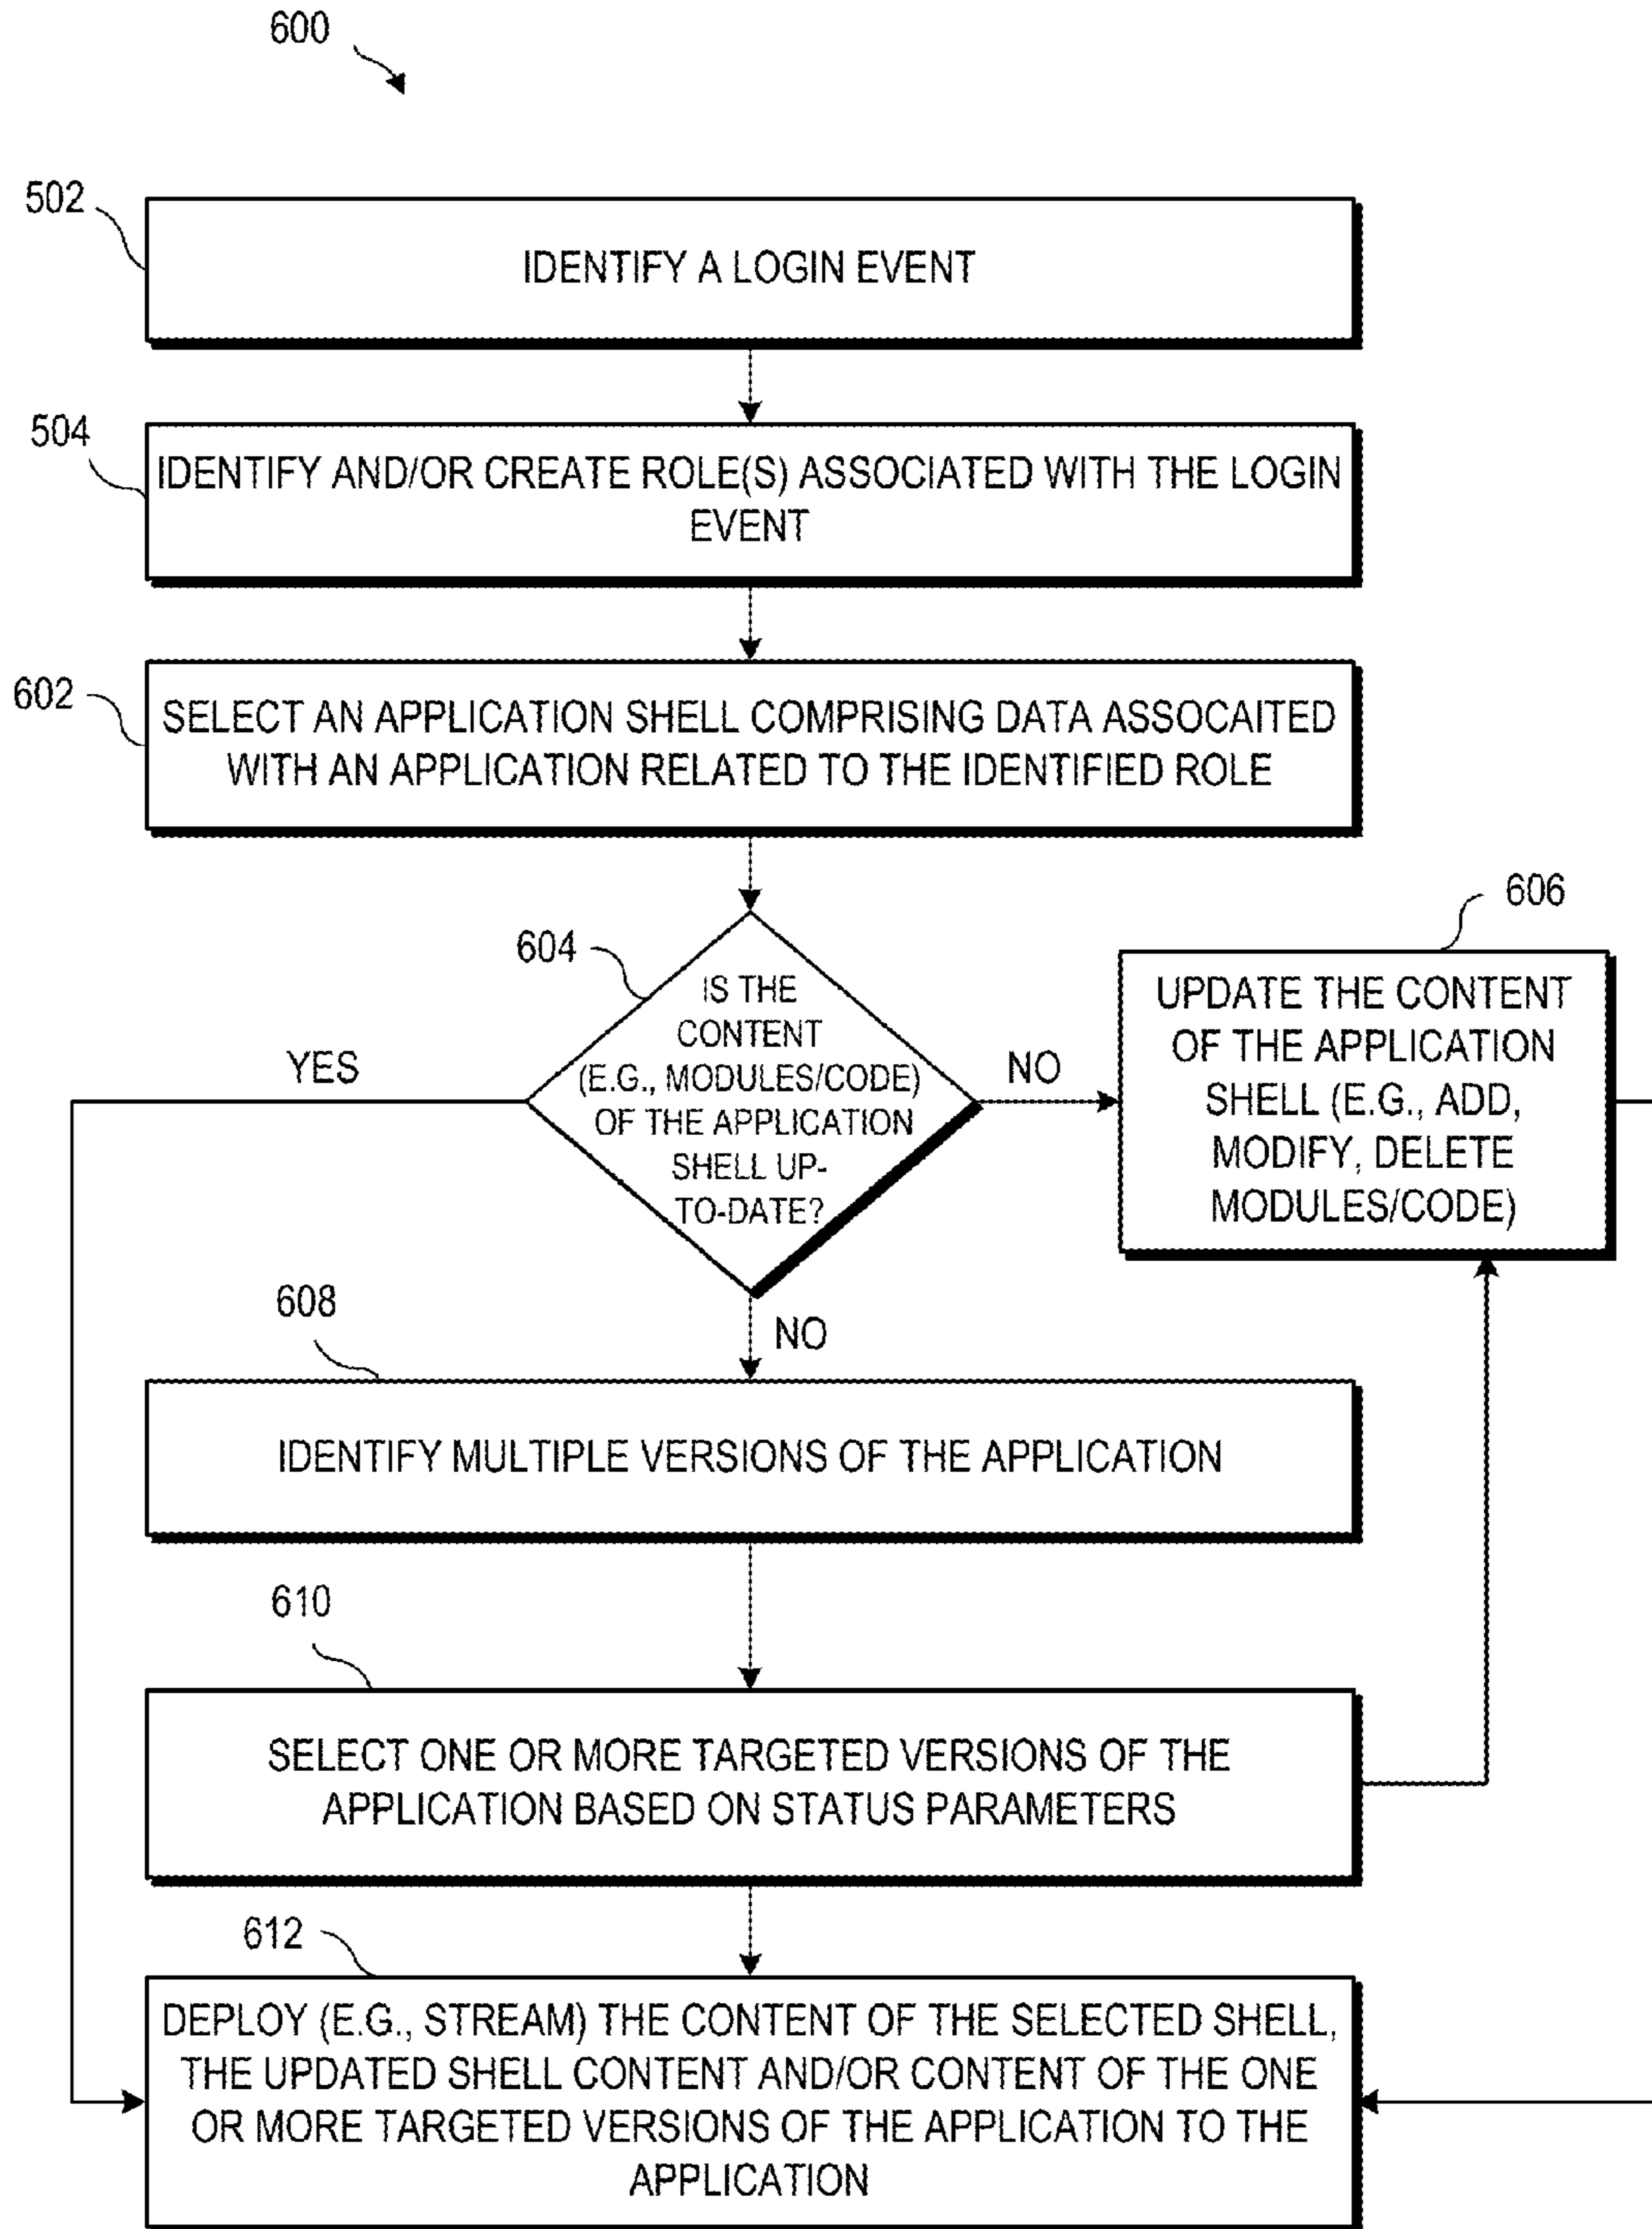 600
502
IDENTIFY A LOGIN EVENT
504
IDENTIFY AND/OR CREATE ROLE(S) ASSOCIATED WITH THE LOGIN
EVENT
602
SELECT AN APPLICATION SHELL COMPRISING DATA ASSOCAITED
WITH AN APPLICATION RELATED TO THE IDENTIFIED ROLE
604
IS THE
CONTENT
(E.G., MODULES/CODE)
OF THE APPLICATION
SHELL UP-
TO-DATE?
YES
NO
606
UPDATE THE CONTENT
OF THE APPLICATION
SHELL (E.G., ADD,
MODIFY, DELETE
MODULES/CODE)
NO
608
IDENTIFY MULTIPLE VERSIONS OF THE APPLICATION
610
SELECT ONE OR MORE TARGETED VERSIONS OF THE
APPLICATION BASED ON STATUS PARAMETERS
612
DEPLOY (E.G., STREAM) THE CONTENT OF THE SELECTED SHELL,
THE UPDATED SHELL CONTENT AND/OR CONTENT OF THE ONE
OR MORE TARGETED VERSIONS OF THE APPLICATION TO THE
APPLICATION